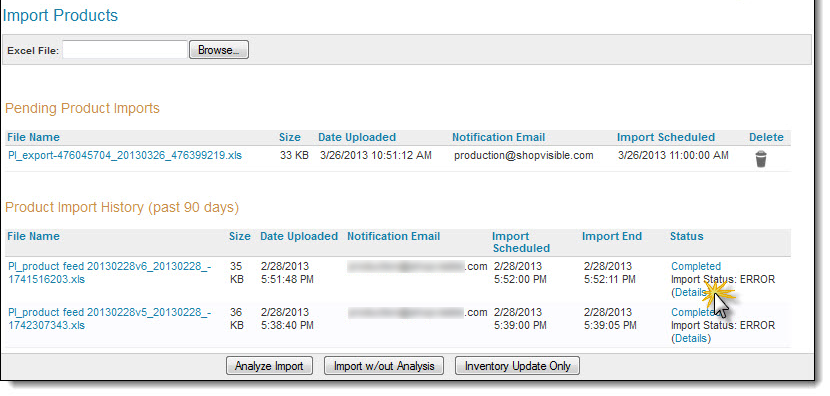 Import Products
Excel File: Browse...
Pending Product Imports
File Name Size Date Uploaded Notification Email Import Scheduled Delete
PI_export-476045704_20130326_476399219.xls 33 KB 3/26/2013 10:51:12 AM production@shopvisible.com 3/26/2013 11:00:00 AM
Product Import History (past 90 days)
File Name Size Date Uploaded Notification Email Import Import End Status
Scheduled
PI_product feed 20130228v6_20130228_- 35 2/28/2013 .com 2/28/2013 2/28/2013 Completed
1741516203.xls KB 5:51:48 PM 5:52:00 PM 5:52:11 PM Import Status: ERROR
(Details)
PI_product feed 20130228v5_20130228_- 36 2/28/2013 .com 2/28/2013 2/28/2013 Completed
1742307343.xls KB 5:38:40 PM 5:39:00 PM 5:39:05 PM Import Status: ERROR
(Details)
Analyze Import Import w/out Analysis Inventory Update Only